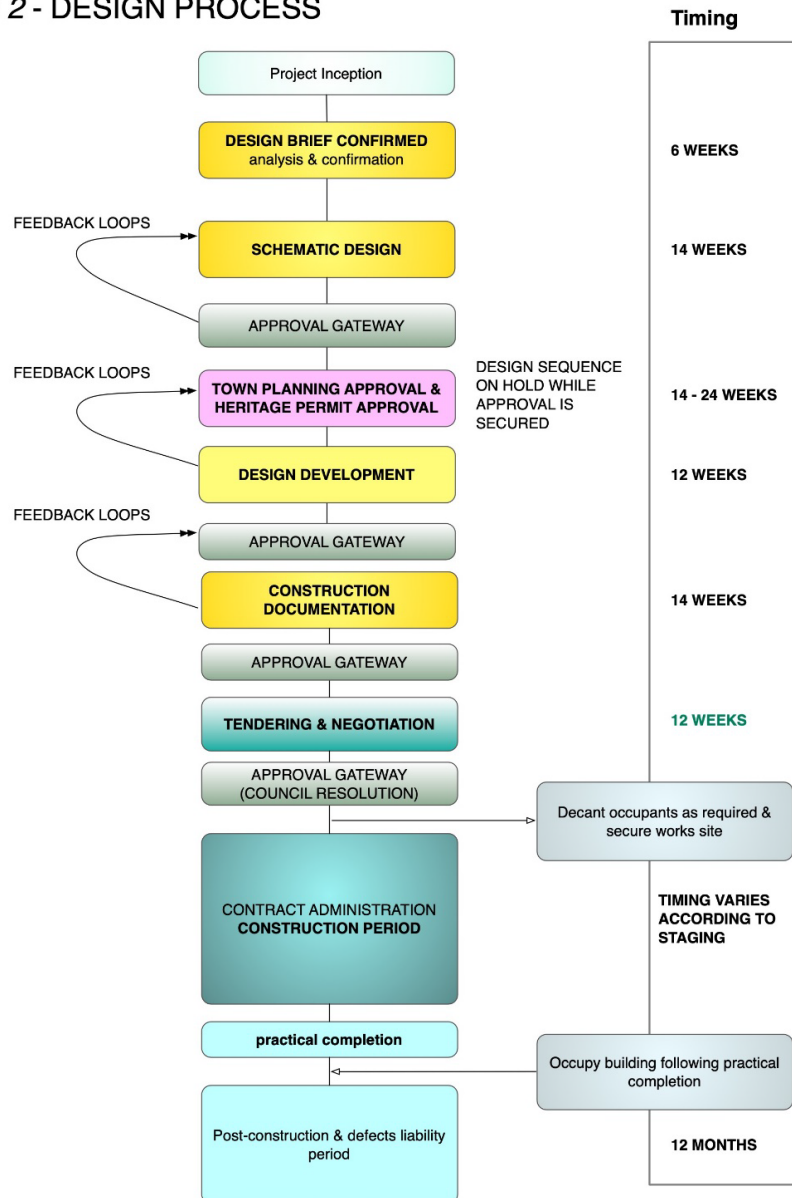 2 - DESIGN PROCESS
Timing
Project Inception
DESIGN BRIEF CONFIRMED
analysis & confirmation
6 WEEKS
FEEDBACK LOOPS
SCHEMATIC DESIGN
14 WEEKS
APPROVAL GATEWAY
FEEDBACK LOOPS
TOWN PLANNING APPROVAL &
HERITAGE PERMIT APPROVAL
DESIGN SEQUENCE
ON HOLD WHILE
APPROVAL IS
SECURED
14 - 24 WEEKS
DESIGN DEVELOPMENT
12 WEEKS
FEEDBACK LOOPS
APPROVAL GATEWAY
CONSTRUCTION
DOCUMENTATION
14 WEEKS
APPROVAL GATEWAY
TENDERING & NEGOTIATION
12 WEEKS
APPROVAL GATEWAY
(COUNCIL RESOLUTION)
Decant occupants as required &
secure works site
CONTRACT ADMINISTRATION
CONSTRUCTION PERIOD
TIMING VARIES
ACCORDING TO
STAGING
practical completion
Occupy building following practical
completion
Post-construction & defects liability
period
12 MONTHS